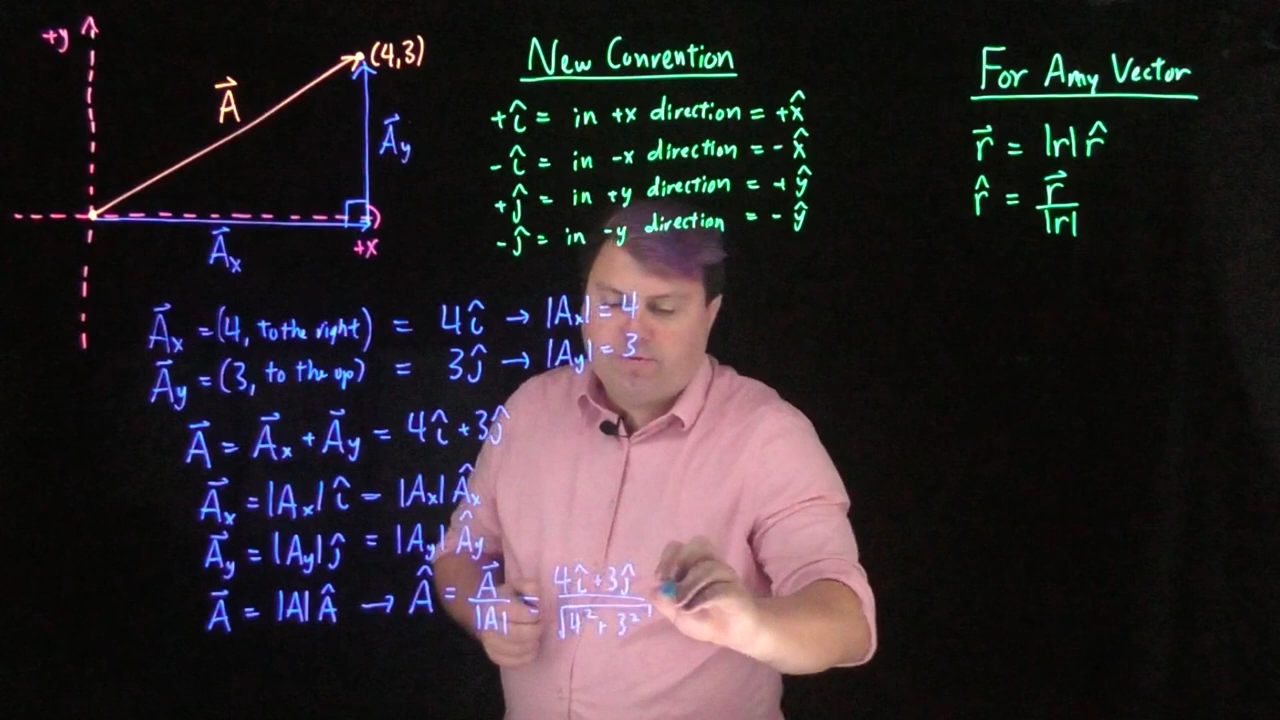 +y
(4,3)
A⃗
A⃗y
A⃗x
+x
New Convention
+î = in +x direction = +x̂
-î = in -x direction = -x̂
+ĵ = in +y direction = +ŷ
-ĵ = in -y direction = -ŷ
For Any Vector
r⃗ = |r| r̂
r̂ = r⃗ / |r|
A⃗x = (4, to the right) = 4î → |Ax| = 4
A⃗y = (3, to the up) = 3ĵ → |Ay| = 3
A⃗ = A⃗x + A⃗y = 4î + 3ĵ
A⃗x = |Ax| î = |Ax| Âx
A⃗y = |Ay| ĵ = |Ay| Ây
A⃗ = |A| Â → Â = A⃗ / |A| = 4î + 3ĵ / √4² + 3²